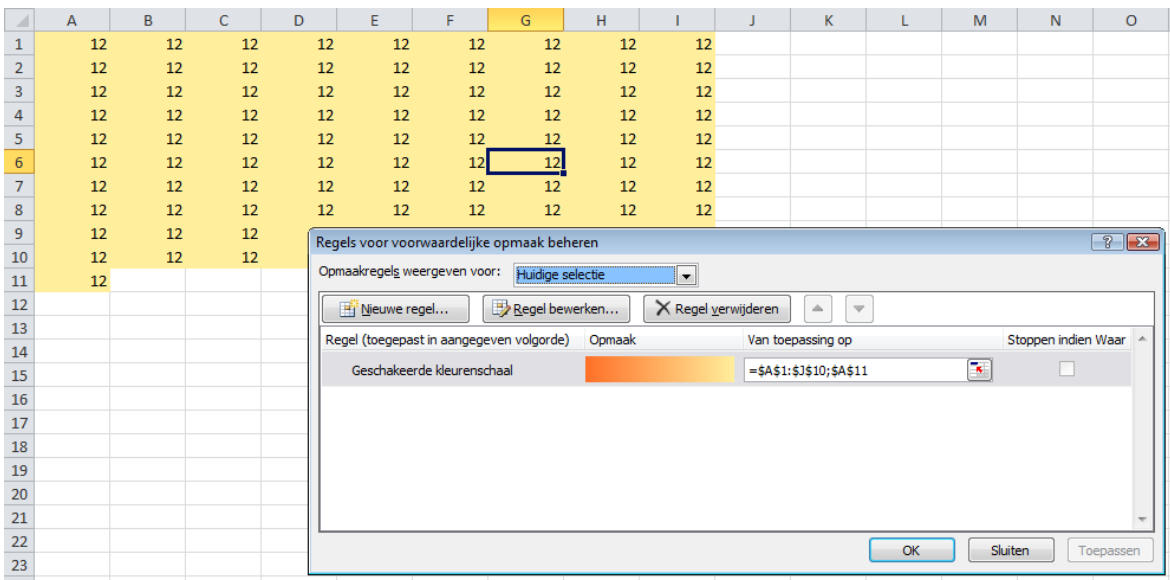 A B C D E F G H I J K L M N O
1 12 12 12 12 12 12 12 12 12
2 12 12 12 12 12 12 12 12 12
3 12 12 12 12 12 12 12 12 12
4 12 12 12 12 12 12 12 12 12
5 12 12 12 12 12 12 12 12 12
6 12 12 12 12 12 12 12 12 12
7 12 12 12 12 12 12 12 12 12
8 12 12 12 12 12 12 12 12 12
9 12 12 12
10 12 12 12
11 12
12
13
14
15
16
17
18
19
20
21
22
23
Regels voor voorwaardelijke opmaak beheren
Opmaakregels weergeven voor: Huidige selectie
Nieuwe regel... Regel bewerken... Regel verwijderen
Regel (toegepast in aangegeven volgorde) Opmaak Van toepassing op Stoppen indien Waar
Geschakeerde kleurenschaal =$A$1:$J$10;$A$11
OK Sluiten Toepassen